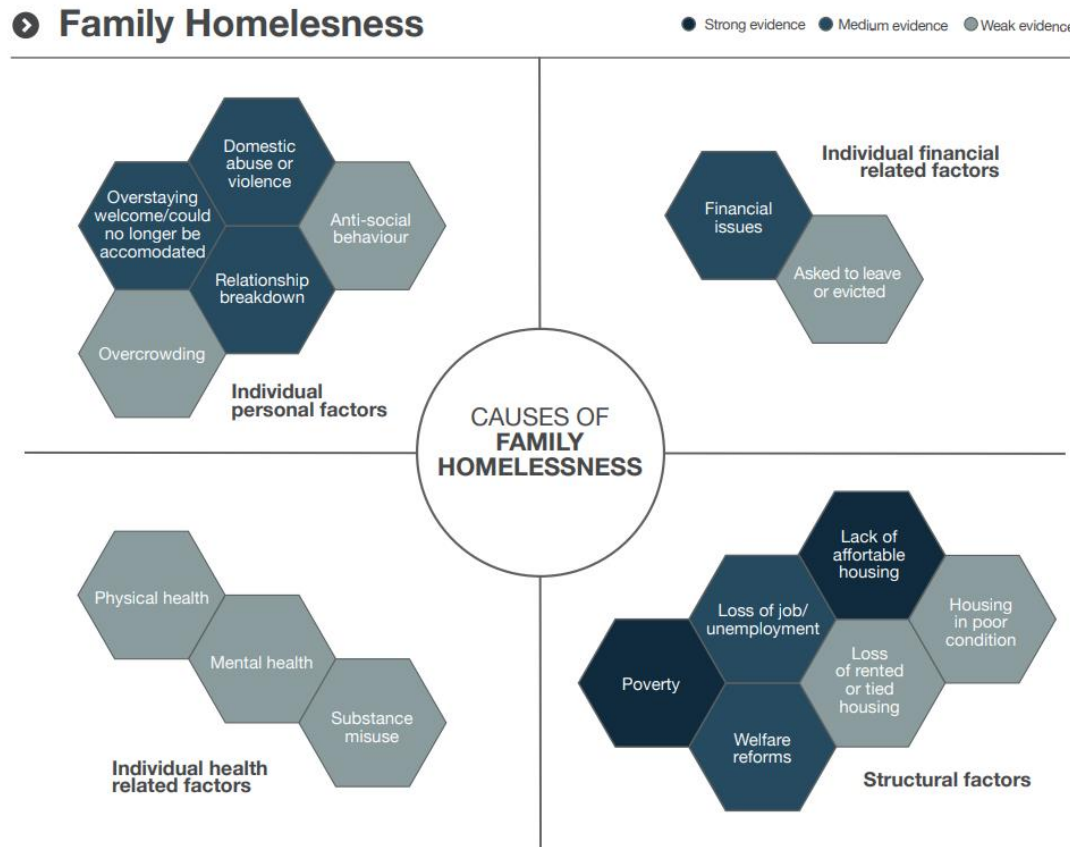 Family Homelesness
Strong evidence
Medium evidence
Weak evidence
Domestic
abuse or
violence
Overstaying
welcome/could
no longer be
accomodated
Anti-social
behaviour
Relationship
breakdown
Overcrowding
Individual
personal factors
Individual financial
related factors
Financial
issues
Asked to leave
or evicted
CAUSES OF
FAMILY
HOMELESSNESS
Physical health
Mental health
Substance
misuse
Individual health
related factors
Lack of
affortable
housing
Loss of job/
unemployment
Housing
in poor
condition
Poverty
Loss
of rented
or tied
housing
Welfare
reforms
Structural factors